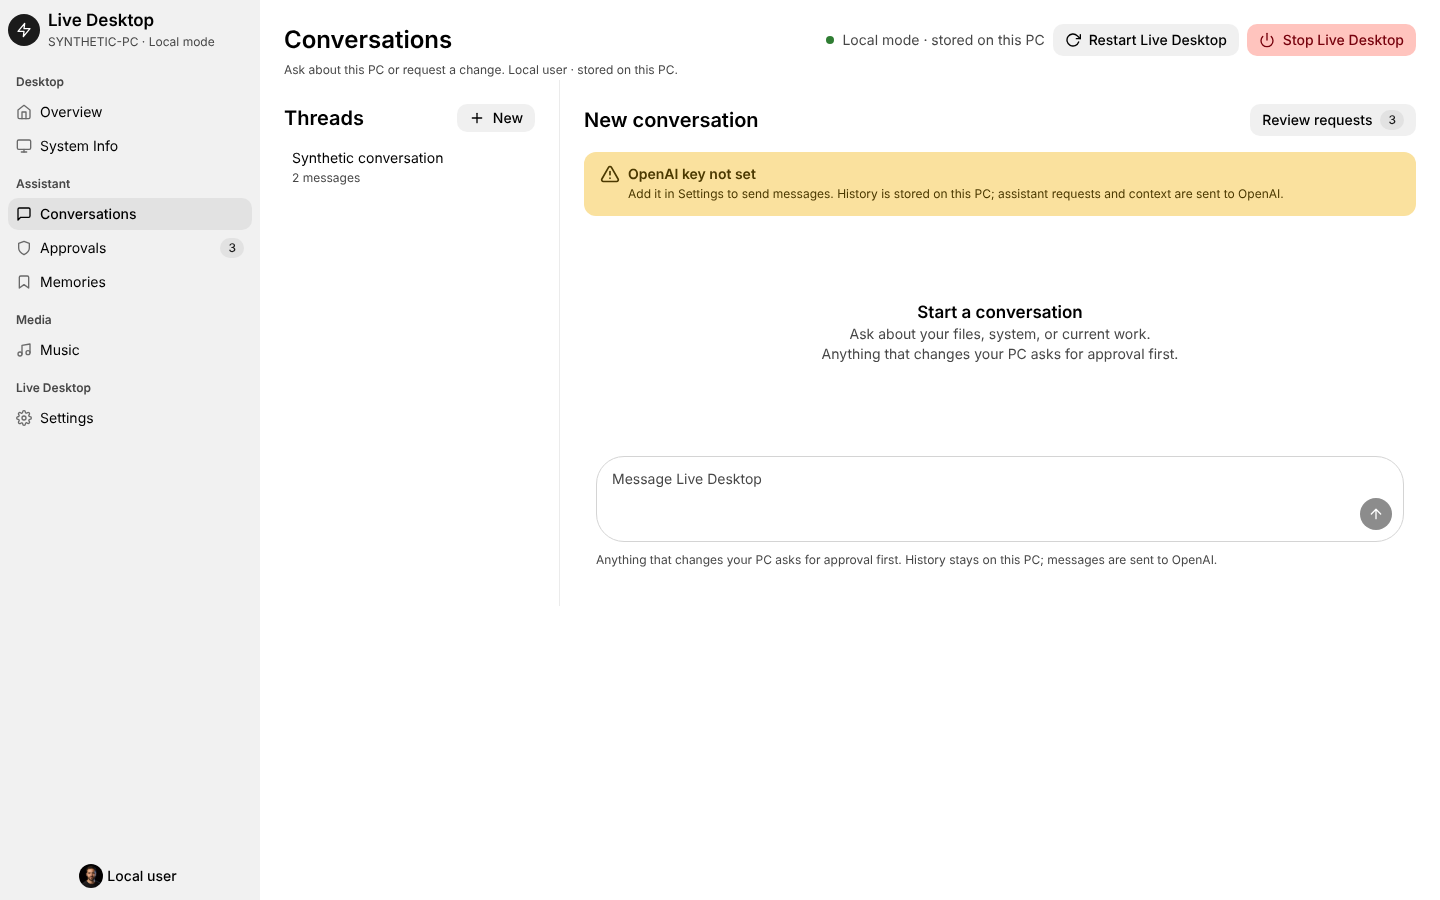 Live Desktop
SYNTHETIC-PC · Local mode
Desktop
Overview
System Info
Assistant
Conversations
Approvals 3
Memories
Media
Music
Live Desktop
Settings
Local user
Conversations
Local mode · stored on this PC
Restart Live Desktop
Stop Live Desktop
Ask about this PC or request a change. Local user · stored on this PC.
Threads
New
Synthetic conversation
2 messages
New conversation
Review requests 3
OpenAI key not set
Add it in Settings to send messages. History is stored on this PC; assistant requests and context are sent to OpenAI.
Start a conversation
Ask about your files, system, or current work.
Anything that changes your PC asks for approval first.
Message Live Desktop
Anything that changes your PC asks for approval first. History stays on this PC; messages are sent to OpenAI.